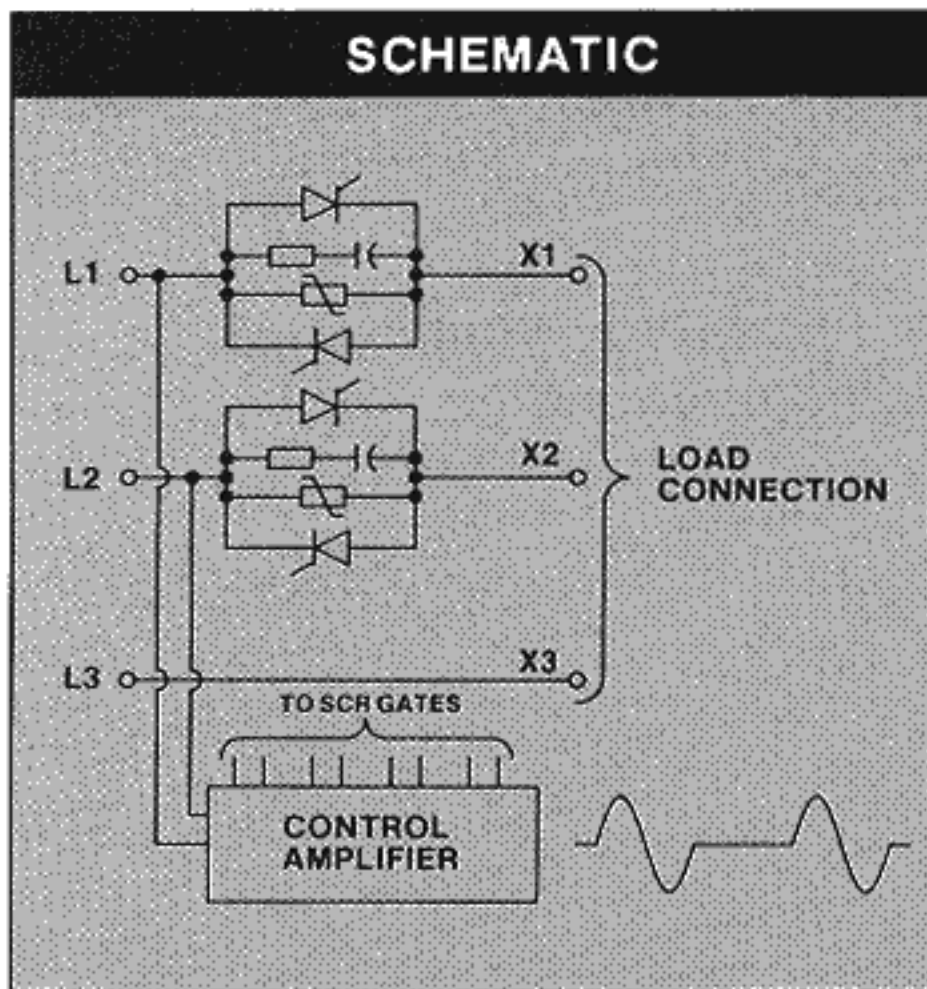 SCHEMATIC
L1
X1
L2
X2
LOAD
CONNECTION
L3
X3
TO SCR GATES
CONTROL
AMPLIFIER